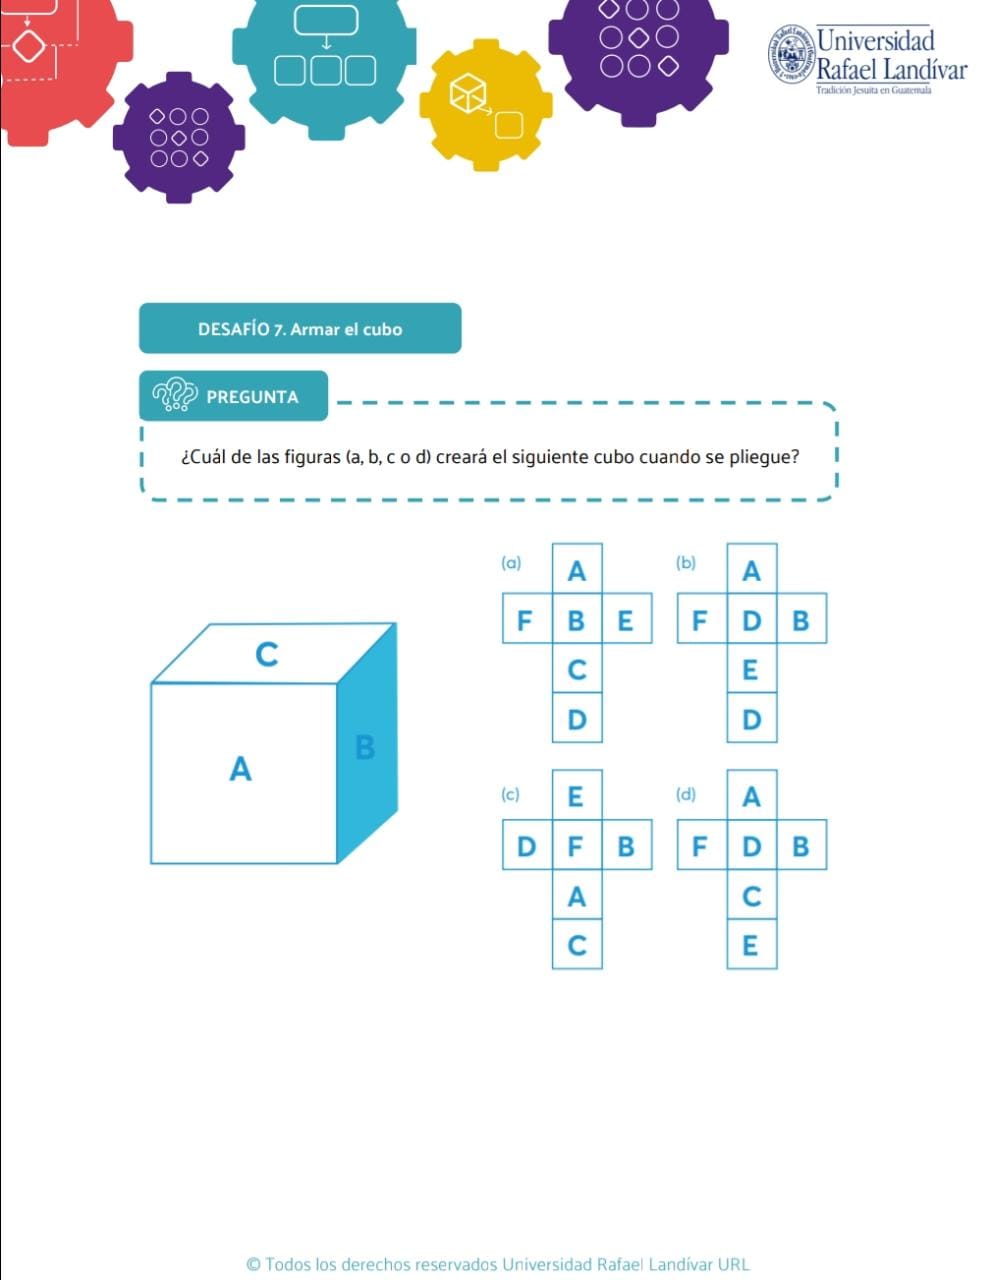 Universidad
Rafael Landívar
Tradición Jesuita en Guatemala
DESAFÍO 7. Armar el cubo
PREGUNTA
¿Cuál de las figuras (a, b, c o d) creará el siguiente cubo cuando se pliegue?
C
A
B
(a)
A
F B E
C
D
(b)
A
F D B
E
D
(c)
E
D F B
A
C
(d)
A
F D B
C
E
© Todos los derechos reservados Universidad Rafael Landívar URL